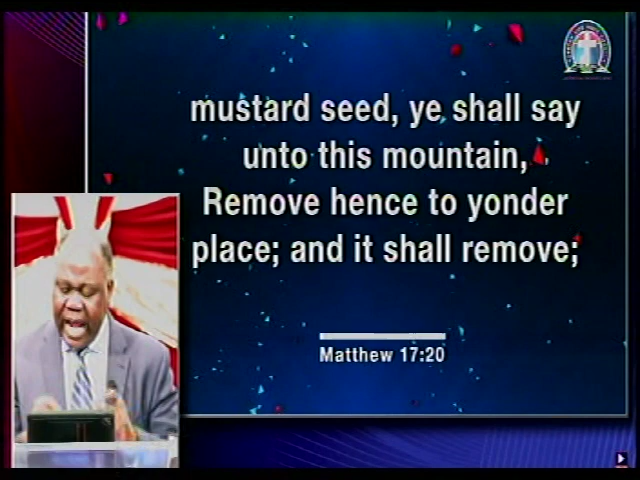 mustard seed, ye shall say
unto this mountain,
Remove hence to yonder
place; and it shall remove;
Matthew 17:20